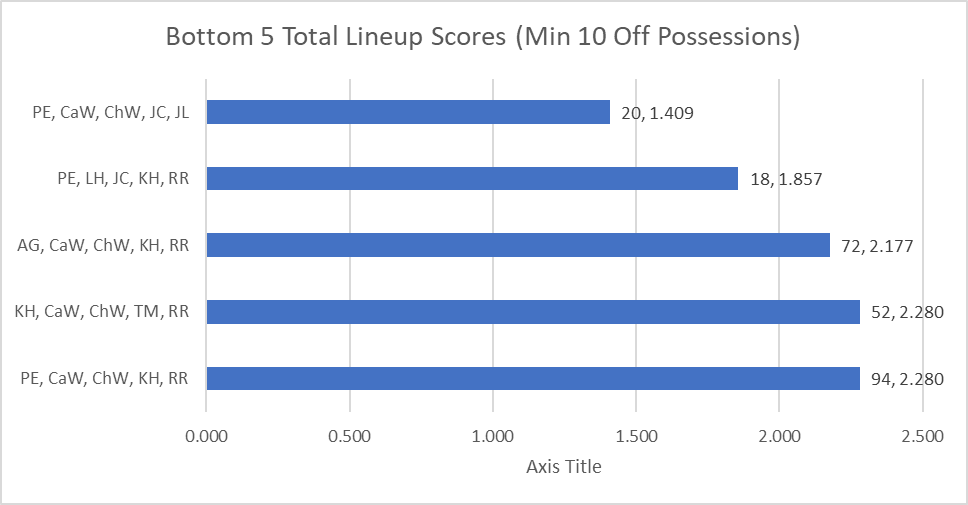 Bottom 5 Total Lineup Scores (Min 10 Off Possessions)
PE, CaW, ChW, JC, JL
20, 1.409
PE, LH, JC, KH, RR
18, 1.857
AG, CaW, ChW, KH, RR
72, 2.177
KH, CaW, ChW, TM, RR
52, 2.280
PE, CaW, ChW, KH, RR
94, 2.280
0.000 0.500 1.000 1.500 2.000 2.500
Axis Title